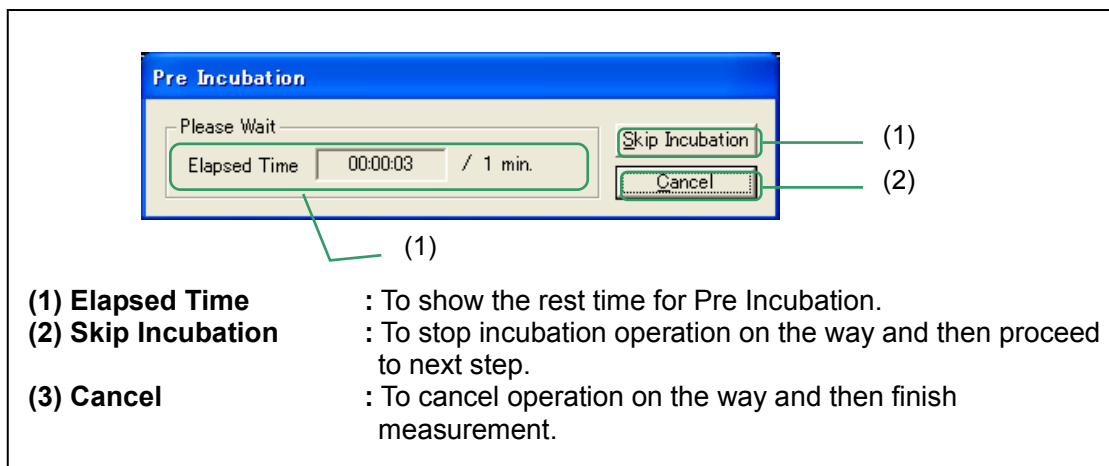 Pre Incubation
Please Wait
Elapsed Time 00:00:03 / 1 min.
Skip Incubation (1)
Cancel (2)
(1)
(1) Elapsed Time : To show the rest time for Pre Incubation.
(2) Skip Incubation : To stop incubation operation on the way and then proceed
to next step.
(3) Cancel : To cancel operation on the way and then finish
measurement.